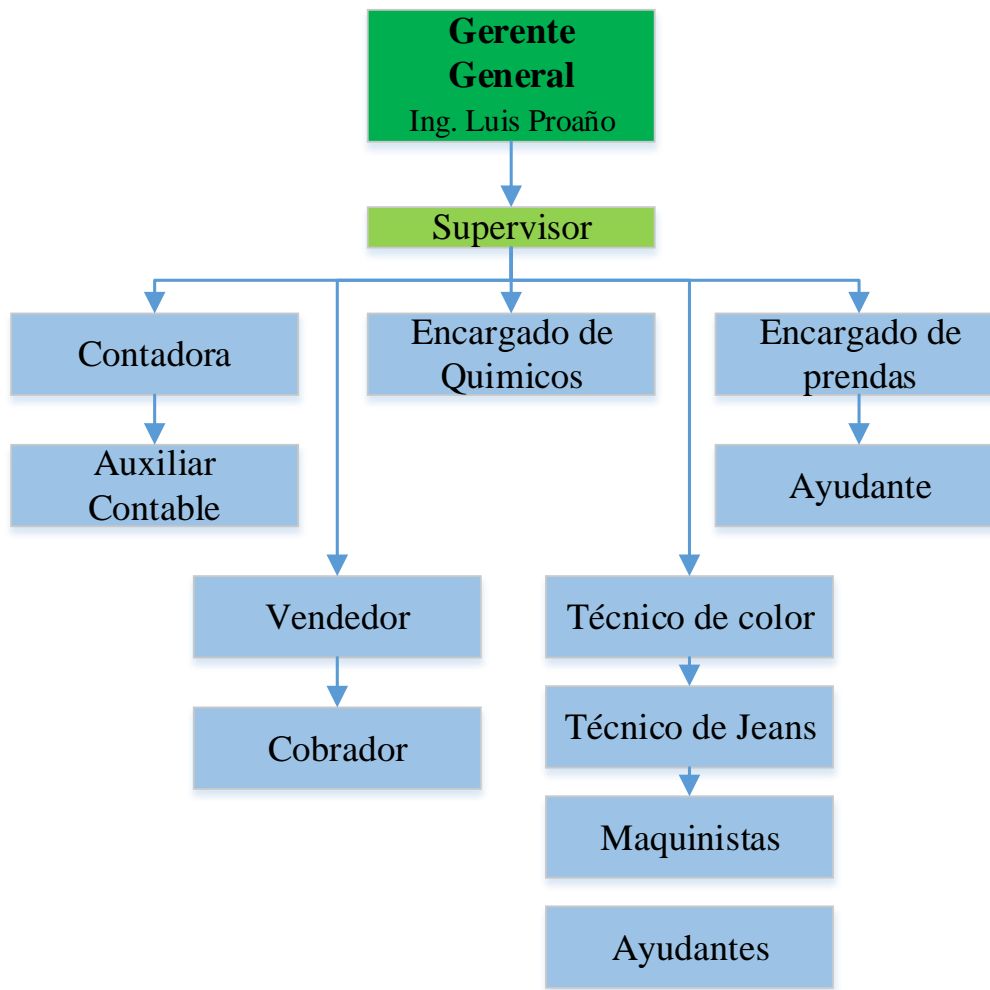 Gerente
General
Ing. Luis Proaño
Supervisor
Contadora
Encargado de
Quimicos
Encargado de
prendas
Auxiliar
Contable
Ayudante
Vendedor
Técnico de color
Cobrador
Técnico de Jeans
Maquinistas
Ayudantes